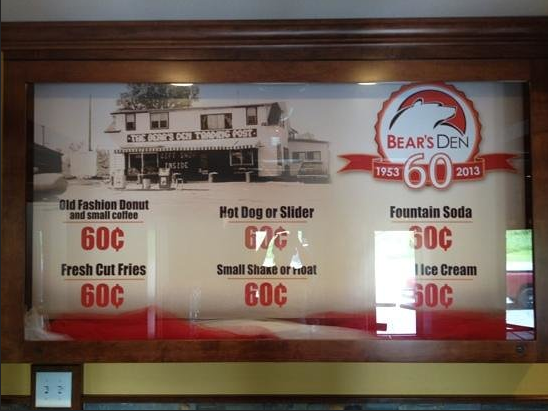 THE BEAR'S DEN TRADING POST
BEAR'S DEN
1953 60 2013
Old Fashion Donut
and small coffee
60¢
Hot Dog or Slider
60¢
Fountain Soda
60¢
Fresh Cut Fries
60¢
Small Shake or Float
60¢
Ice Cream
60¢